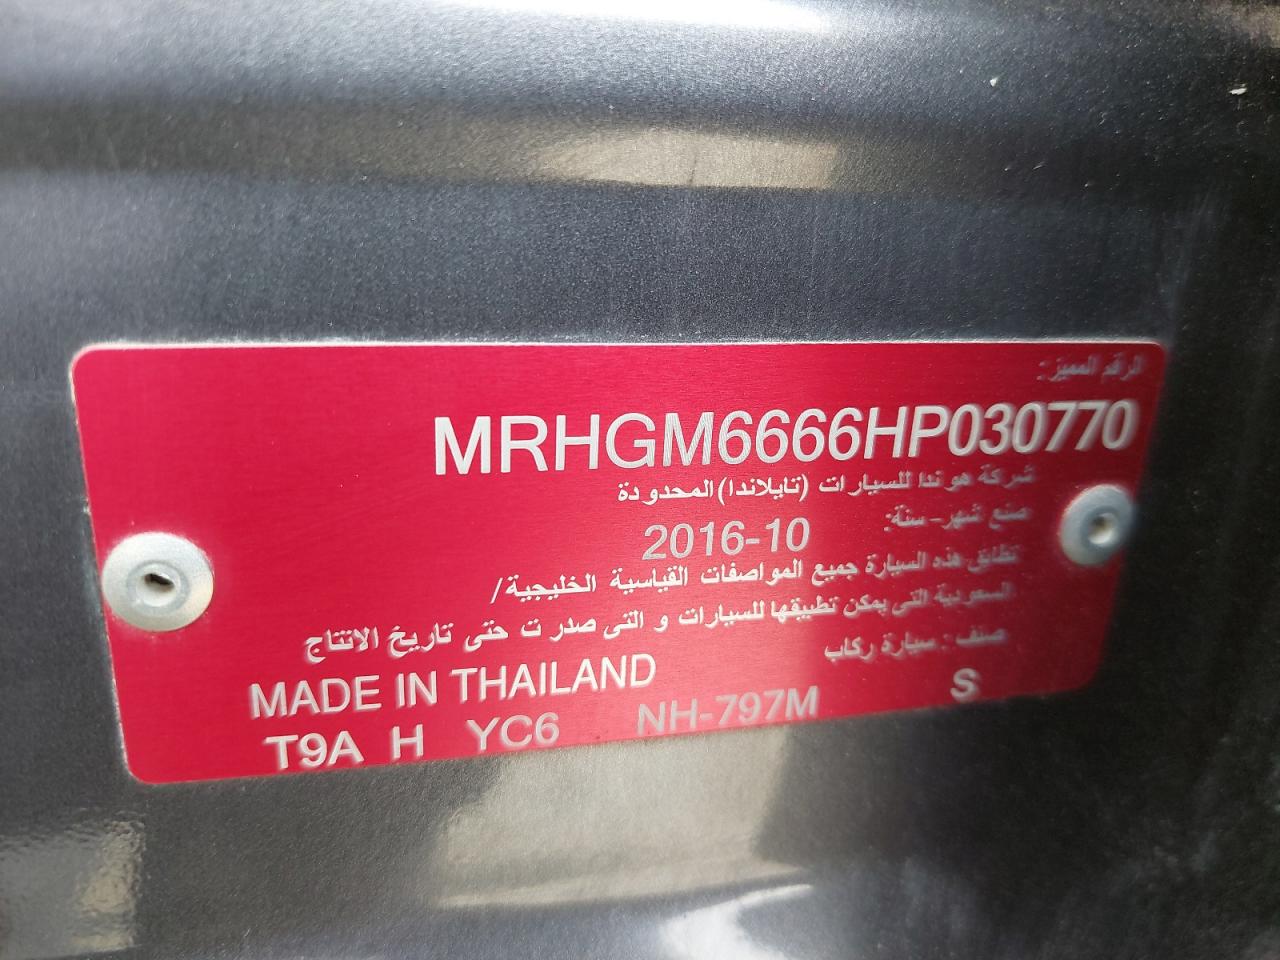 الرقم المميز:
MRHGM6666HP030770
شركة هوندا للسيارات (تايلاندا) المحدودة
صنع شهر- سنة: 2016-10
تطابق هذه السيارة جميع المواصفات القياسية الخليجية/
السعودية التى يمكن تطبيقها للسيارات و التى صدر ت حتى تاريخ الانتاج
صنف : سيارة ركاب
MADE IN THAILAND
T9A H YC6 NH-797M S